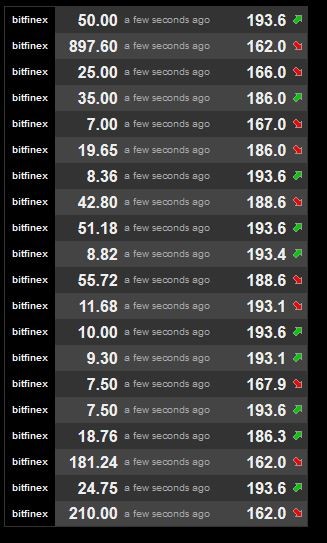 bitfinex 50.00 a few seconds ago 193.6
bitfinex 897.60 a few seconds ago 162.0
bitfinex 25.00 a few seconds ago 166.0
bitfinex 35.00 a few seconds ago 186.0
bitfinex 7.00 a few seconds ago 167.0
bitfinex 19.65 a few seconds ago 186.0
bitfinex 8.36 a few seconds ago 193.6
bitfinex 42.80 a few seconds ago 188.6
bitfinex 51.18 a few seconds ago 193.6
bitfinex 8.82 a few seconds ago 193.4
bitfinex 55.72 a few seconds ago 188.6
bitfinex 11.68 a few seconds ago 193.1
bitfinex 10.00 a few seconds ago 193.6
bitfinex 9.30 a few seconds ago 193.1
bitfinex 7.50 a few seconds ago 167.9
bitfinex 7.50 a few seconds ago 193.6
bitfinex 18.76 a few seconds ago 186.3
bitfinex 181.24 a few seconds ago 162.0
bitfinex 24.75 a few seconds ago 193.6
bitfinex 210.00 a few seconds ago 162.0